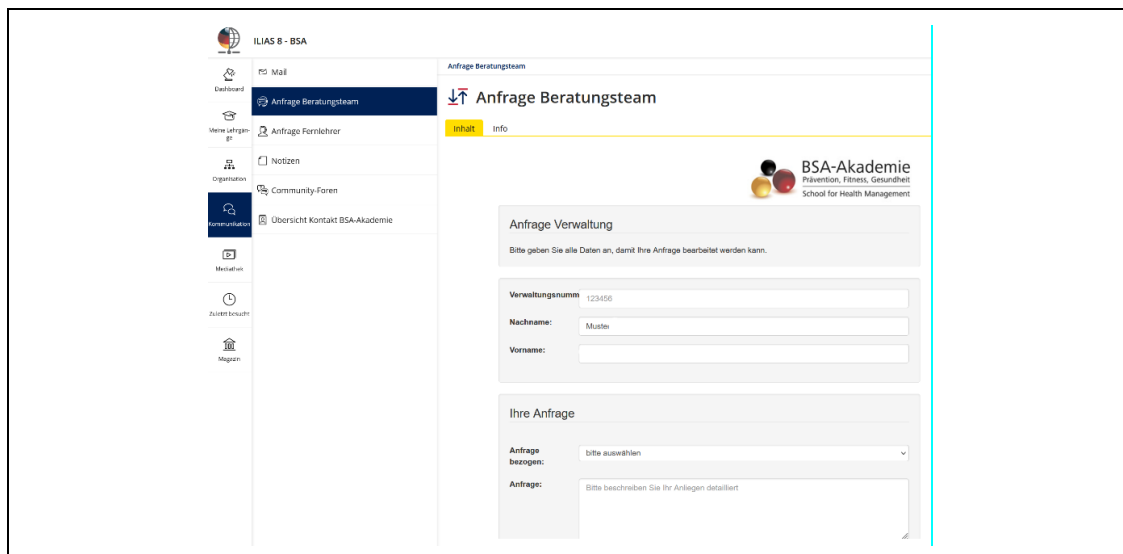 ILIAS 8 - BSA
Dashboard
Meine Lehrgän-
ge
Organisation
Kommunikation
Mediathek
Zuletzt besucht
Magazin
Mail
Anfrage Beratungsteam
Anfrage Fernlehrer
Notizen
Community-Foren
Übersicht Kontakt BSA-Akademie
Anfrage Beratungsteam
Anfrage Beratungsteam
Inhalt Info
BSA-Akademie
Prävention, Fitness, Gesundheit
School for Health Management
Anfrage Verwaltung
Bitte geben Sie alle Daten an, damit Ihre Anfrage bearbeitet werden kann.
Verwaltungsnumm 123456
Nachname: Muster
Vorname:
Ihre Anfrage
Anfrage
bezogen: bitte auswählen
Anfrage: Bitte beschreiben Sie Ihr Anliegen detailliert